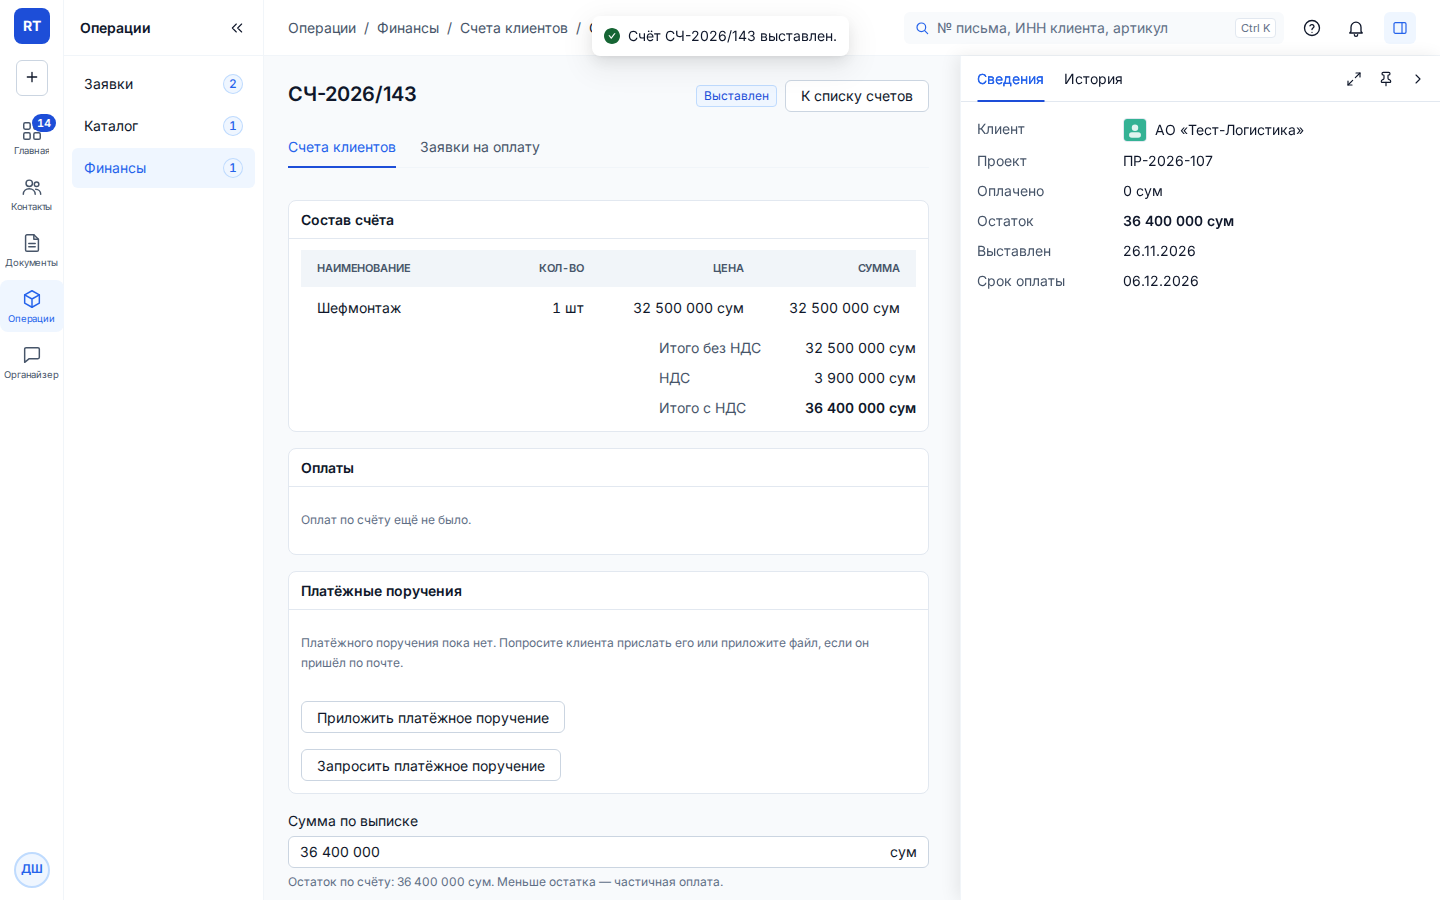 RT
14
Главная
Контакты
Документы
Операции
Органайзер
ДШ
Операции
Заявки 2
Каталог 1
Финансы 1
Операции / Финансы / Счета клиентов /
Счёт СЧ-2026/143 выставлен.
№ письма, ИНН клиента, артикул Ctrl K
СЧ-2026/143
Выставлен
К списку счетов
Счета клиентов Заявки на оплату
Состав счёта
НАИМЕНОВАНИЕ КОЛ-ВО ЦЕНА СУММА
Шефмонтаж 1 шт 32 500 000 сум 32 500 000 сум
Итого без НДС 32 500 000 сум
НДС 3 900 000 сум
Итого с НДС 36 400 000 сум
Оплаты
Оплат по счёту ещё не было.
Платёжные поручения
Платёжного поручения пока нет. Попросите клиента прислать его или приложите файл, если он
пришёл по почте.
Приложить платёжное поручение
Запросить платёжное поручение
Сумма по выписке
36 400 000 сум
Остаток по счёту: 36 400 000 сум. Меньше остатка — частичная оплата.
Сведения История
Клиент АО «Тест-Логистика»
Проект ПР-2026-107
Оплачено 0 сум
Остаток 36 400 000 сум
Выставлен 26.11.2026
Срок оплаты 06.12.2026